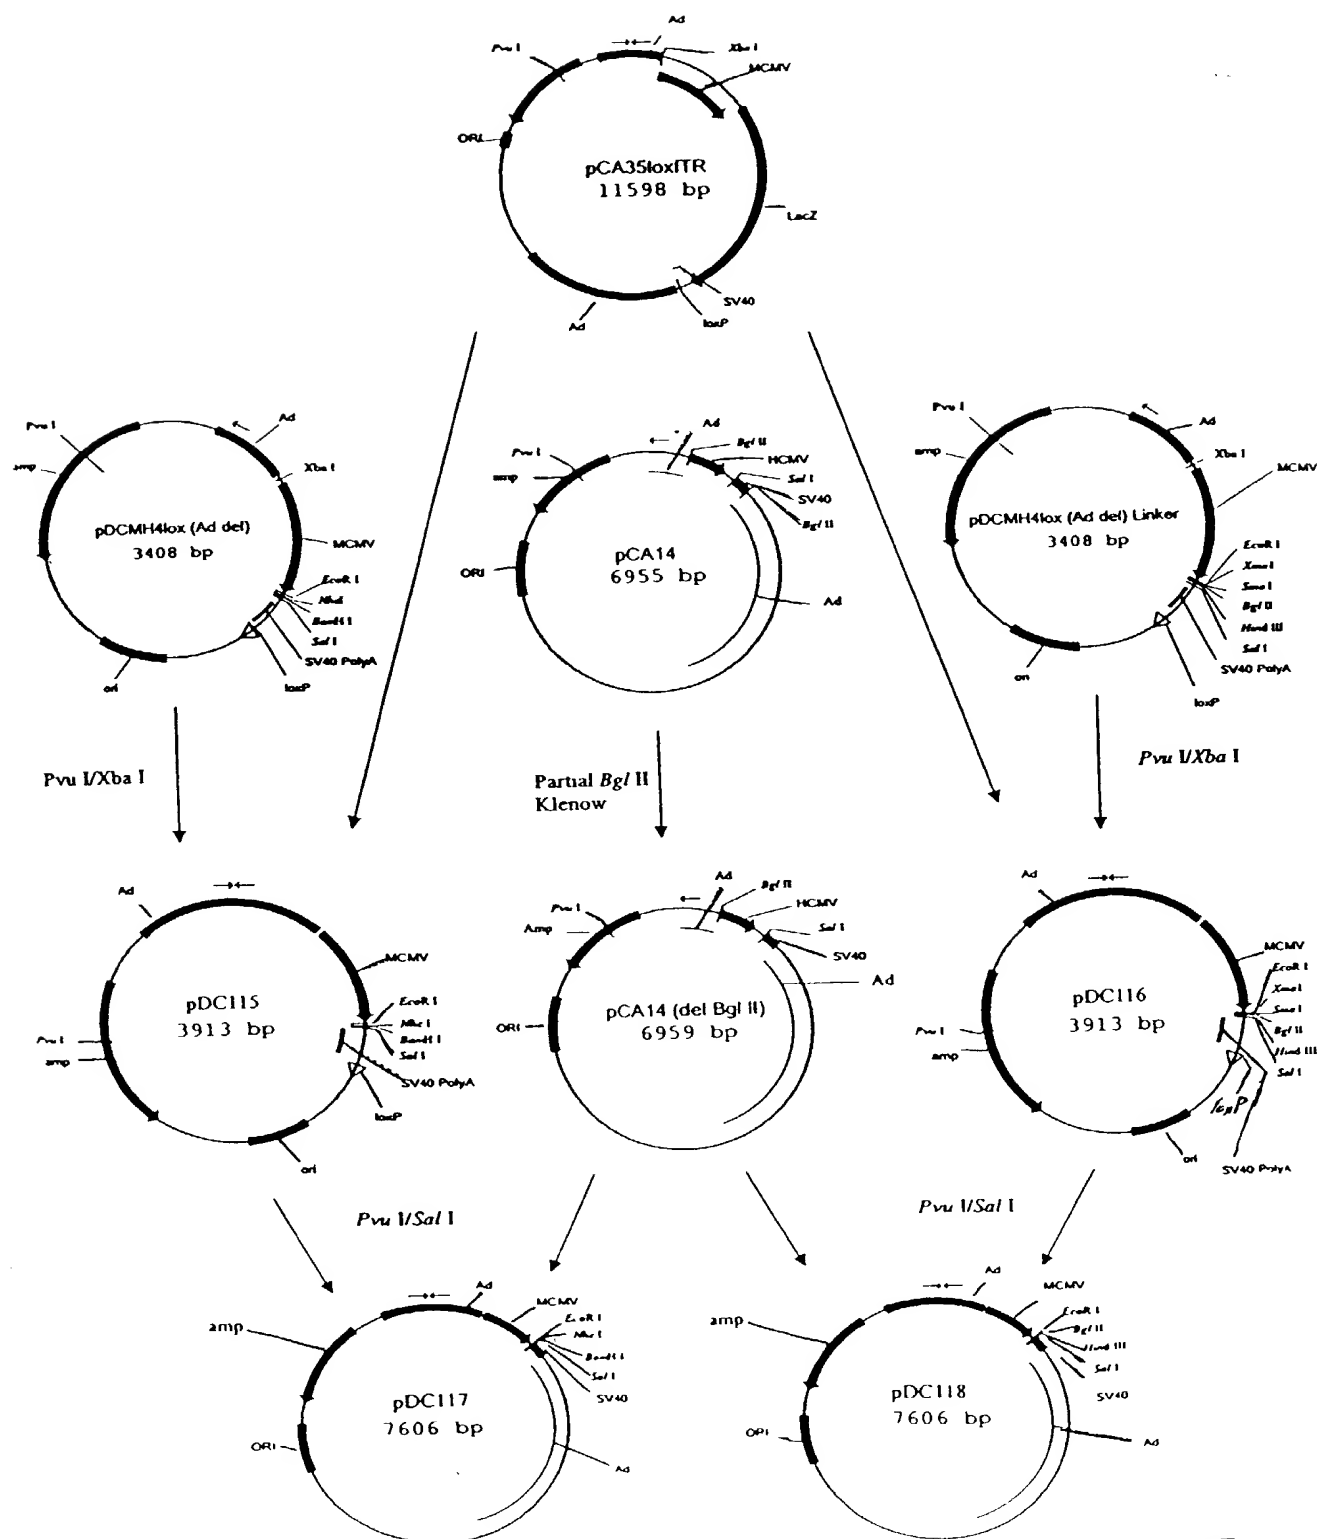 Ad
Pvu I
Xba I
MCMV
ORI
pCA35loxITR
11598 bp
LacZ
SV40
loxP
Ad
Pvu I
Ad
amp
Xba I
pDCMH4lox (Ad del)
3408 bp
MCMV
EcoR I
Nhe I
BamH I
Sal I
SV40 PolyA
loxP
ori
Ad
Bgl II
Pvu I
HCMV
amp
Sal I
SV40
Bgl II
pCA14
6955 bp
ORI
Ad
Pvu I
Ad
amp
Xba I
MCMV
pDCMH4lox (Ad del) Linker
3408 bp
EcoR I
Xma I
Sma I
Bgl II
Hind III
Sal I
SV40 PolyA
loxP
ori
Pvu I/Xba I
Partial Bgl II
Klenow
Pvu I/Xba I
Ad
MCMV
pDC115
3913 bp
EcoR I
Nhe I
BamH I
Sal I
Pvu I
amp
SV40 PolyA
loxP
ori
Ad
Bgl II
Pvu I
HCMV
Amp
Sal I
SV40
Ad
pCA14 (del Bgl II)
6959 bp
ORI
Ad
MCMV
pDC116
3913 bp
EcoR I
Xma I
Sma I
Bgl II
Hind III
Sal I
Pvu I
amp
loxP
ori
SV40 PolyA
Pvu I/Sal I
Pvu I/Sal I
Ad
MCMV
amp
EcoR I
Nhe I
BamH I
Sal I
SV40
pDC117
7606 bp
ORI
Ad
Ad
MCMV
amp
EcoR I
Bgl II
Hind III
Sal I
SV40
pDC118
7606 bp
ORI
Ad